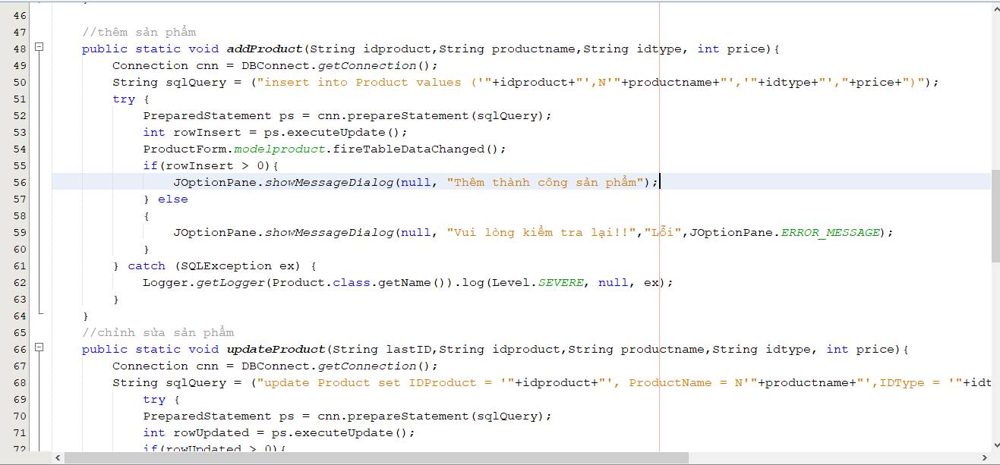 46
47 //thêm sản phẩm
48 public static void addProduct(String idproduct,String productname,String idtype, int price){
49 Connection cnn = DBConnect.getConnection();
50 String sqlQuery = ("insert into Product values ('"+idproduct+"',N'"+productname+"','"+idtype+"',"+price+")");
51 try {
52 PreparedStatement ps = cnn.prepareStatement(sqlQuery);
53 int rowInsert = ps.executeUpdate();
54 ProductForm.modelproduct.fireTableDataChanged();
55 if(rowInsert > 0){
56 JOptionPane.showMessageDialog(null, "Thêm thành công sản phẩm");
57 } else
58 {
59 JOptionPane.showMessageDialog(null, "Vui lòng kiểm tra lại!!","Lỗi",JOptionPane.ERROR_MESSAGE);
60 }
61 } catch (SQLException ex) {
62 Logger.getLogger(Product.class.getName()).log(Level.SEVERE, null, ex);
63 }
64 }
65 //chỉnh sửa sản phẩm
66 public static void updateProduct(String lastID,String idproduct,String productname,String idtype, int price){
67 Connection cnn = DBConnect.getConnection();
68 String sqlQuery = ("update Product set IDProduct = '"+idproduct+"', ProductName = N'"+productname+"',IDType = '"+idt
69 try {
70 PreparedStatement ps = cnn.prepareStatement(sqlQuery);
71 int rowUpdated = ps.executeUpdate();
72 if(rowUpdated > 0){